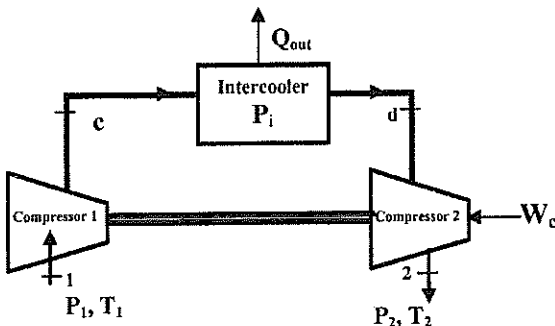 Q_out
Intercooler
P_i
c
d
Compressor 1
Compressor 2
W_c
1
2
P_1, T_1
P_2, T_2